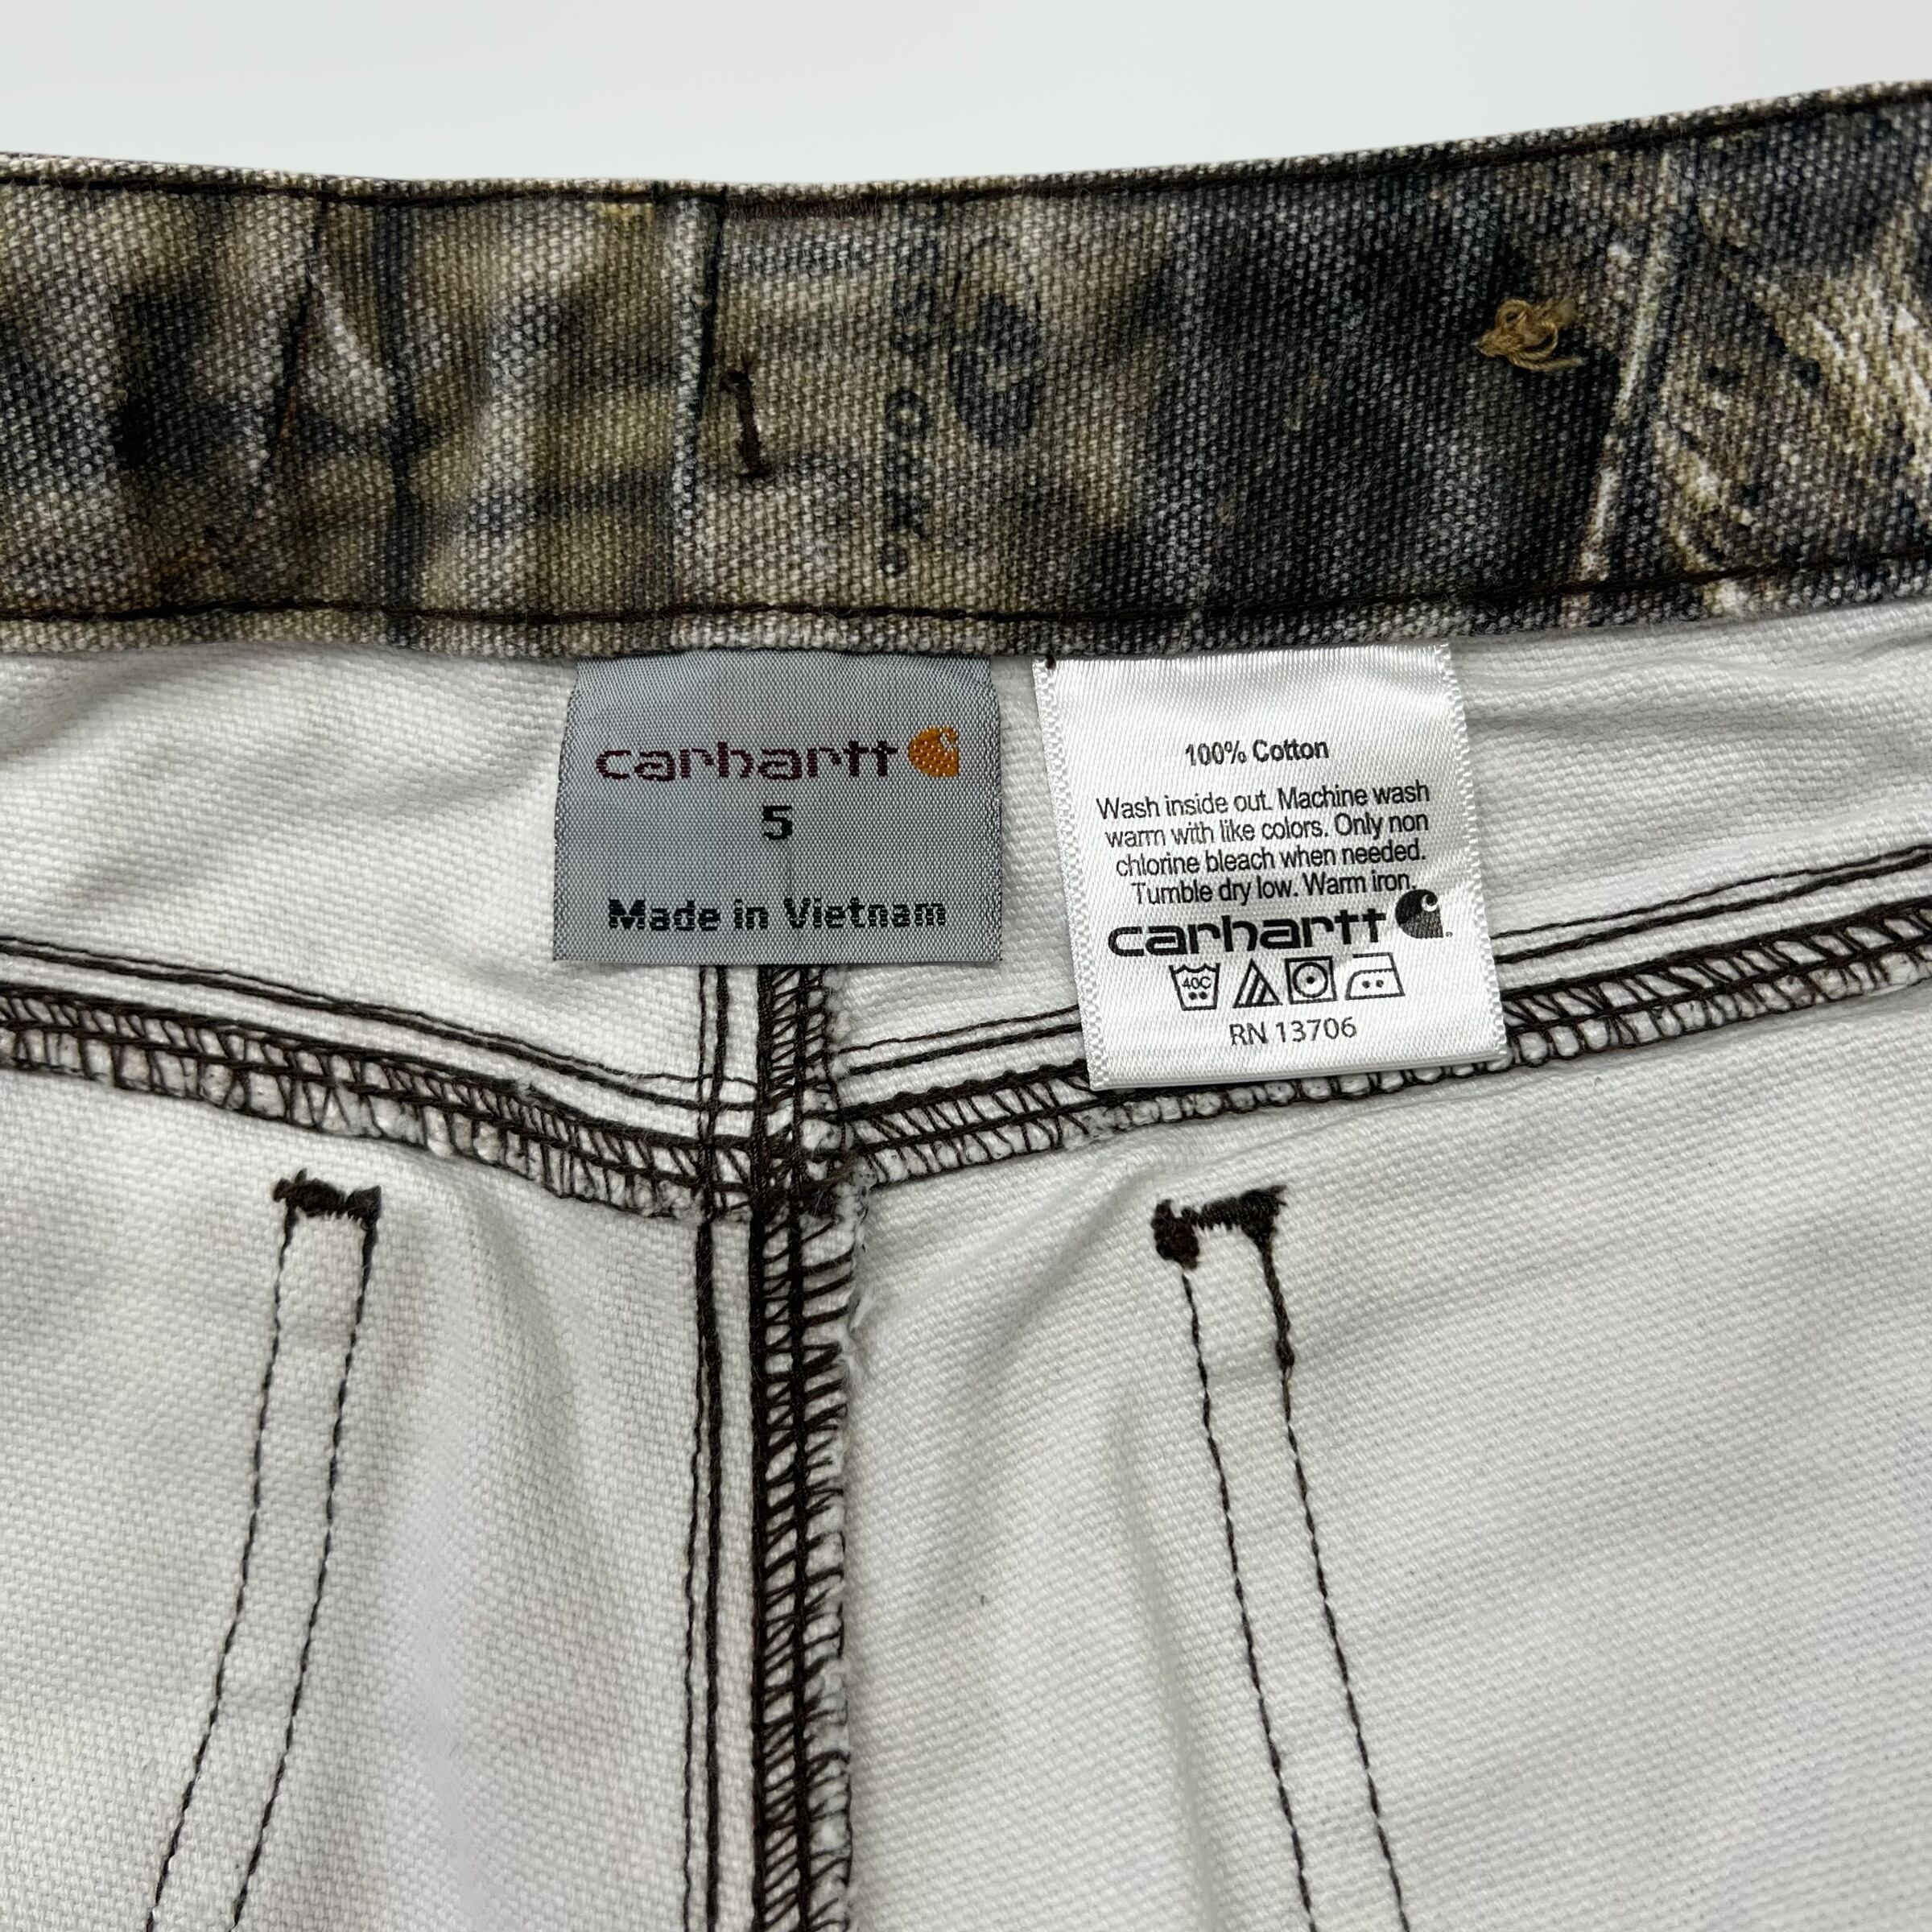 carhartt
5
Made in Vietnam
100% Cotton
Wash inside out. Machine wash
warm with like colors. Only non
chlorine bleach when needed.
Tumble dry low. Warm iron.
carhartt
40C
RN 13706